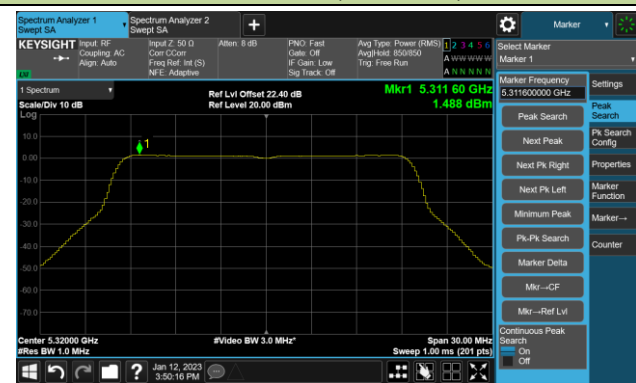 Spectrum Analyzer 1
Swept SA
Spectrum Analyzer 2
Swept SA
+
Marker
KEYSIGHT
Input: RF
Coupling: AC
Align: Auto
Input Z: 50 Ω
Corr CCorr
Freq Ref: Int (S)
NFE: Adaptive
Atten: 8 dB
PNO: Fast
Gate: Off
IF Gain: Low
Sig Track: Off
Avg Type: Power (RMS)
Avg|Hold: 850/850
Trig: Free Run
1 2 3 4 5 6
A W W W W W
A N N N N N
Select Marker
Marker 1
LXI
1 Spectrum
Scale/Div 10 dB
Log
Ref Lvl Offset 22.40 dB
Ref Level 20.00 dBm
Mkr1 5.311 60 GHz
1.488 dBm
10.0
0.00
-10.0
-20.0
-30.0
-40.0
-50.0
-60.0
-70.0
1
Center 5.32000 GHz
#Res BW 1.0 MHz
#Video BW 3.0 MHz*
Span 30.00 MHz
Sweep 1.00 ms (201 pts)
Marker Frequency
5.311600000 GHz
Peak Search
Next Peak
Next Pk Right
Next Pk Left
Minimum Peak
Pk-Pk Search
Marker Delta
Mkr→CF
Mkr→Ref Lvl
Continuous Peak
Search
On
Off
Settings
Peak
Search
Pk Search
Config
Properties
Marker
Function
Marker→
Counter
?
Jan 12, 2023
3:50:16 PM